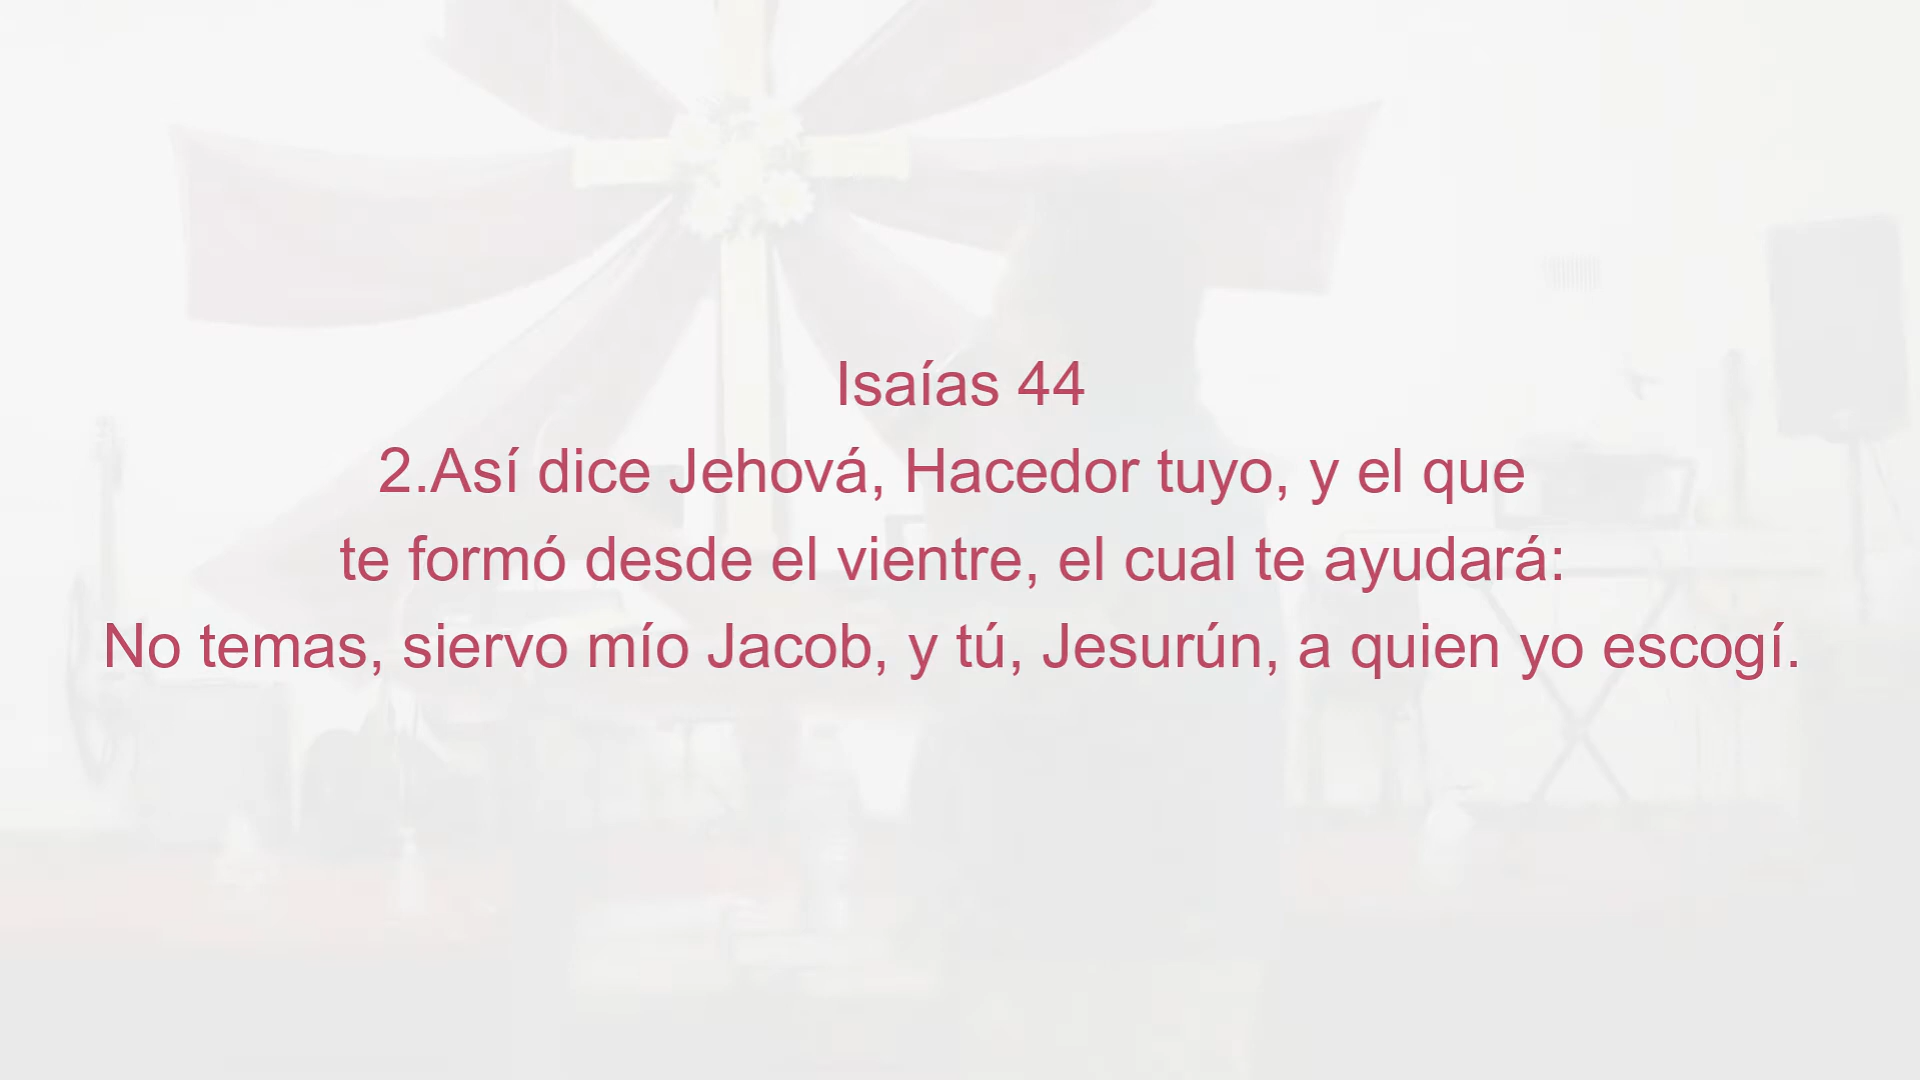 Isaías 44
2.Así dice Jehová, Hacedor tuyo, y el que
te formó desde el vientre, el cual te ayudará:
No temas, siervo mío Jacob, y tú, Jesurún, a quien yo escogí.